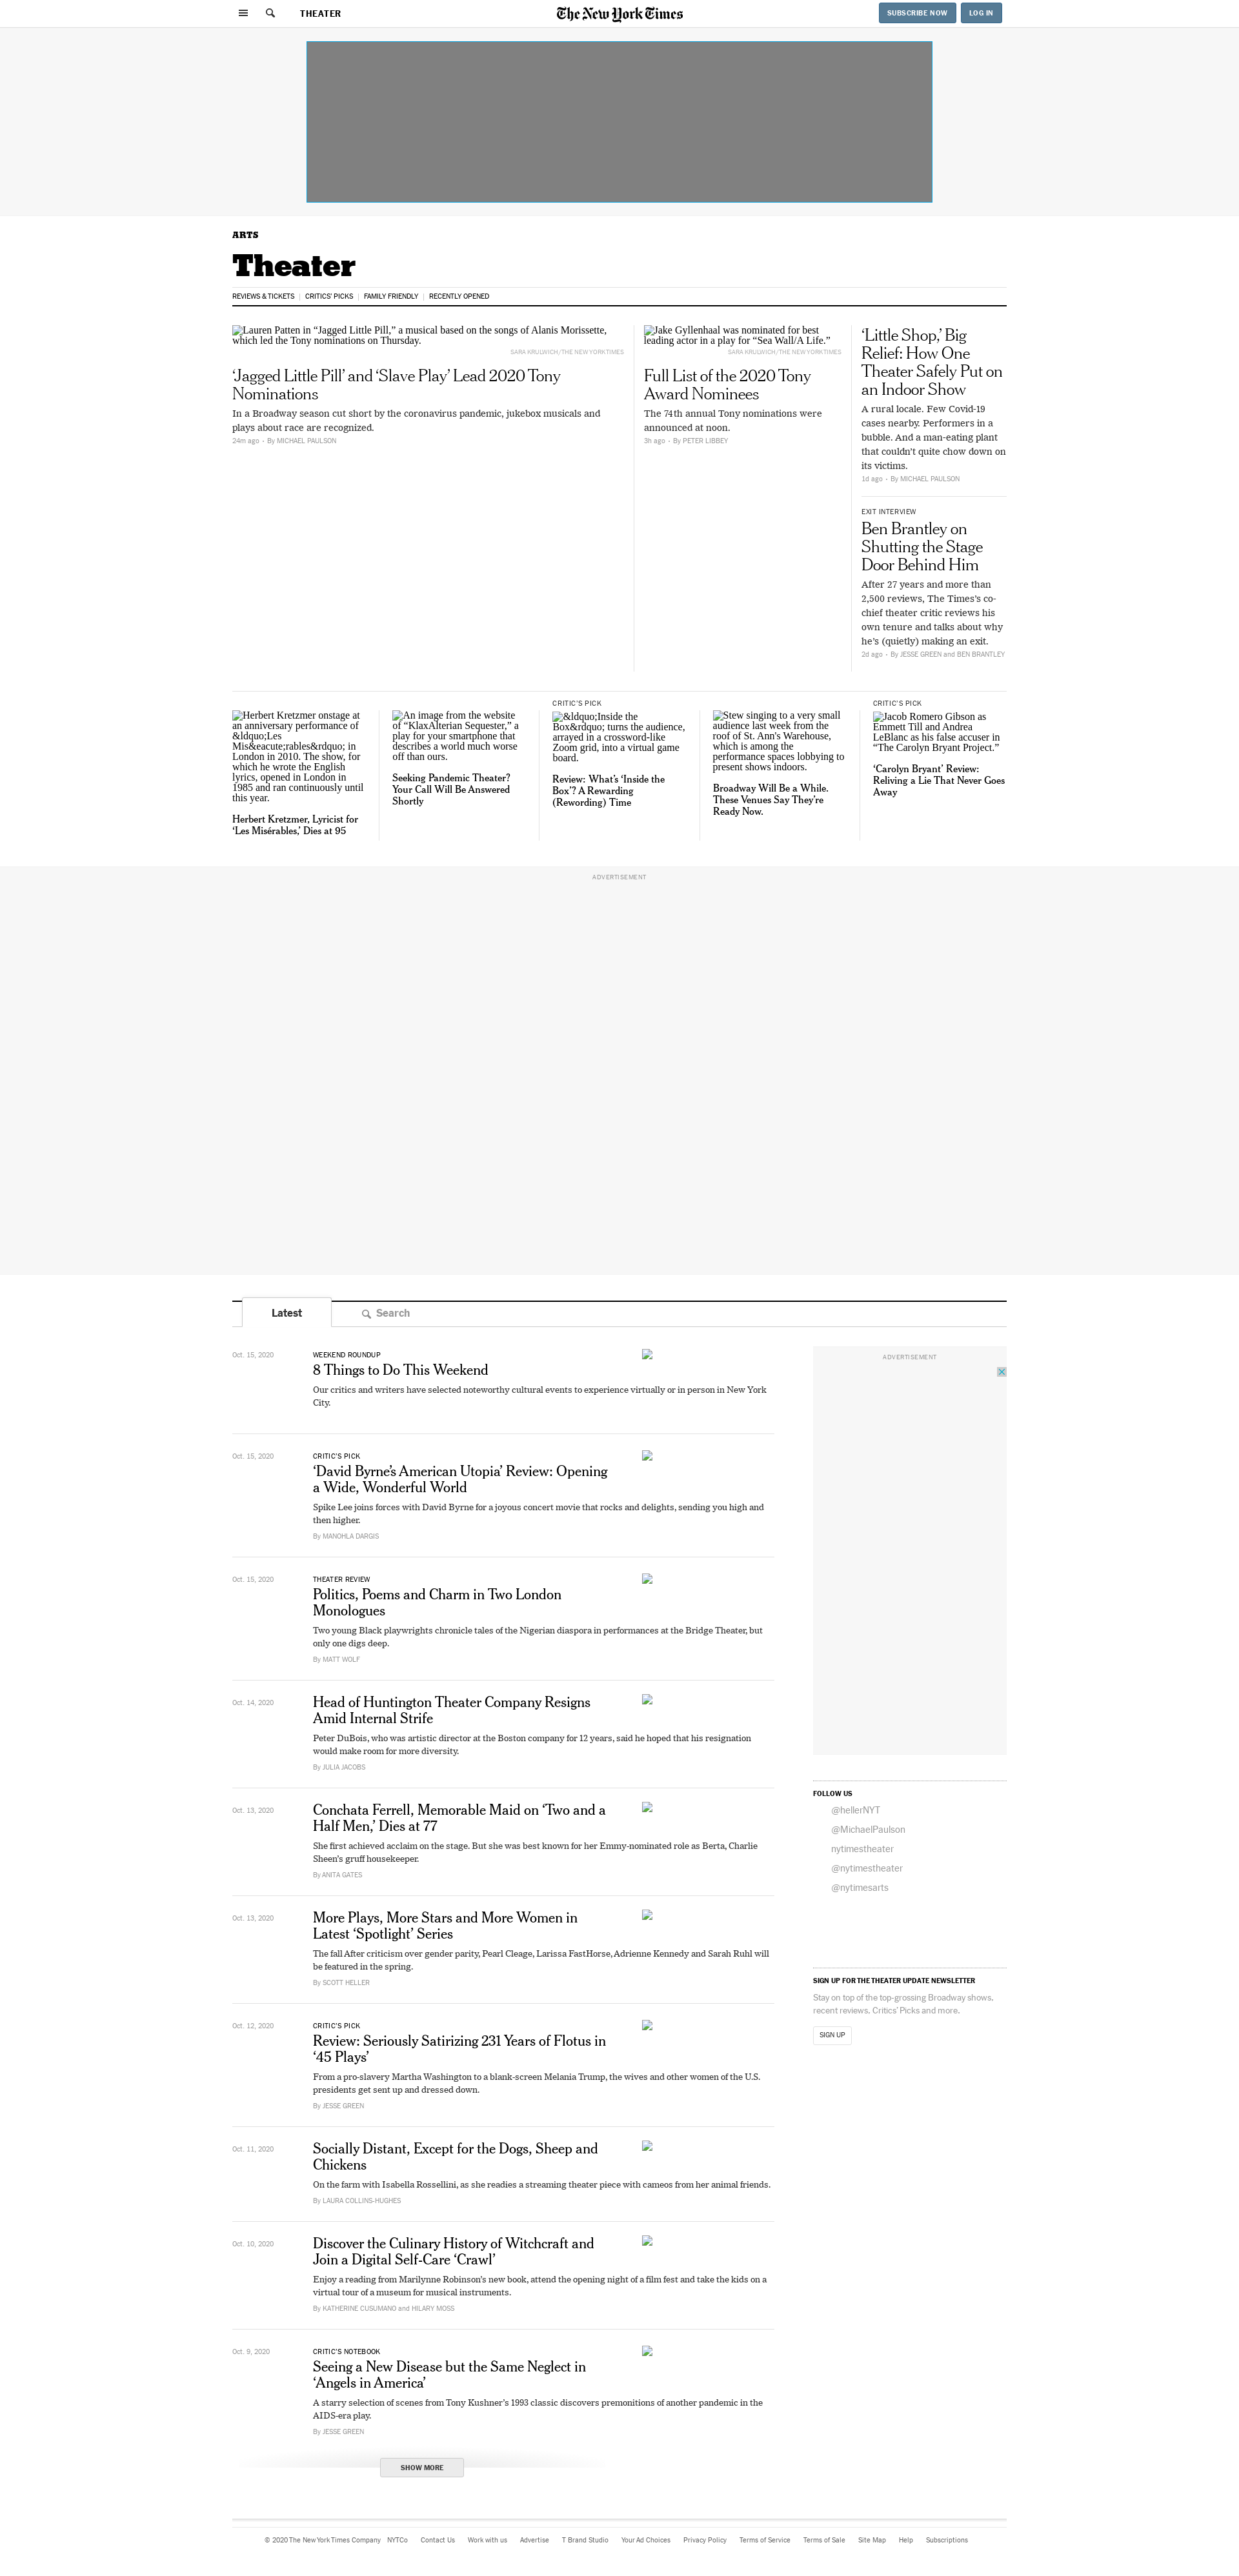 THEATER
The New York Times
SUBSCRIBE NOW
LOG IN
ARTS
Theater
REVIEWS & TICKETS
CRITICS' PICKS
FAMILY FRIENDLY
RECENTLY OPENED
Lauren Patten in “Jagged Little Pill,” a musical based on the songs of Alanis Morissette,
which led the Tony nominations on Thursday.
SARA KRULWICH/THE NEW YORK TIMES
‘Jagged Little Pill’ and ‘Slave Play’ Lead 2020 Tony
Nominations
In a Broadway season cut short by the coronavirus pandemic, jukebox musicals and
plays about race are recognized.
24m ago • By MICHAEL PAULSON
Jake Gyllenhaal was nominated for best
leading actor in a play for “Sea Wall/A Life.”
SARA KRULWICH/THE NEW YORK TIMES
Full List of the 2020 Tony
Award Nominees
The 74th annual Tony nominations were
announced at noon.
3h ago • By PETER LIBBEY
‘Little Shop,’ Big
Relief: How One
Theater Safely Put on
an Indoor Show
A rural locale. Few Covid-19
cases nearby. Performers in a
bubble. And a man-eating plant
that couldn’t quite chow down on
its victims.
1d ago • By MICHAEL PAULSON
EXIT INTERVIEW
Ben Brantley on
Shutting the Stage
Door Behind Him
After 27 years and more than
2,500 reviews, The Times’s co-
chief theater critic reviews his
own tenure and talks about why
he’s (quietly) making an exit.
2d ago • By JESSE GREEN and BEN BRANTLEY
Herbert Kretzmer onstage at
an anniversary performance of
&ldquo;Les
Mis&eacute;rables&rdquo; in
London in 2010. The show, for
which he wrote the English
lyrics, opened in London in
1985 and ran continuously until
this year.
Herbert Kretzmer, Lyricist for
‘Les Misérables,’ Dies at 95
An image from the website
of “KlaxAlterian Sequester,” a
play for your smartphone that
describes a world much worse
off than ours.
Seeking Pandemic Theater?
Your Call Will Be Answered
Shortly
CRITIC'S PICK
&ldquo;Inside the
Box&rdquo; turns the audience,
arrayed in a crossword-like
Zoom grid, into a virtual game
board.
Review: What’s ‘Inside the
Box’? A Rewarding
(Rewording) Time
Stew singing to a very small
audience last week from the
roof of St. Ann's Warehouse,
which is among the
performance spaces lobbying to
present shows indoors.
Broadway Will Be a While.
These Venues Say They’re
Ready Now.
CRITIC'S PICK
Jacob Romero Gibson as
Emmett Till and Andrea
LeBlanc as his false accuser in
“The Carolyn Bryant Project.”
‘Carolyn Bryant’ Review:
Reliving a Lie That Never Goes
Away
ADVERTISEMENT
Latest
Search
Oct. 15, 2020
WEEKEND ROUNDUP
8 Things to Do This Weekend
Our critics and writers have selected noteworthy cultural events to experience virtually or in person in New York
City.
Oct. 15, 2020
CRITIC'S PICK
‘David Byrne’s American Utopia’ Review: Opening
a Wide, Wonderful World
Spike Lee joins forces with David Byrne for a joyous concert movie that rocks and delights, sending you high and
then higher.
By MANOHLA DARGIS
Oct. 15, 2020
THEATER REVIEW
Politics, Poems and Charm in Two London
Monologues
Two young Black playwrights chronicle tales of the Nigerian diaspora in performances at the Bridge Theater, but
only one digs deep.
By MATT WOLF
Oct. 14, 2020
Head of Huntington Theater Company Resigns
Amid Internal Strife
Peter DuBois, who was artistic director at the Boston company for 12 years, said he hoped that his resignation
would make room for more diversity.
By JULIA JACOBS
Oct. 13, 2020
Conchata Ferrell, Memorable Maid on ‘Two and a
Half Men,’ Dies at 77
She first achieved acclaim on the stage. But she was best known for her Emmy-nominated role as Berta, Charlie
Sheen’s gruff housekeeper.
By ANITA GATES
Oct. 13, 2020
More Plays, More Stars and More Women in
Latest ‘Spotlight’ Series
The fall After criticism over gender parity, Pearl Cleage, Larissa FastHorse, Adrienne Kennedy and Sarah Ruhl will
be featured in the spring.
By SCOTT HELLER
Oct. 12, 2020
CRITIC'S PICK
Review: Seriously Satirizing 231 Years of Flotus in
‘45 Plays’
From a pro-slavery Martha Washington to a blank-screen Melania Trump, the wives and other women of the U.S.
presidents get sent up and dressed down.
By JESSE GREEN
Oct. 11, 2020
Socially Distant, Except for the Dogs, Sheep and
Chickens
On the farm with Isabella Rossellini, as she readies a streaming theater piece with cameos from her animal friends.
By LAURA COLLINS-HUGHES
Oct. 10, 2020
Discover the Culinary History of Witchcraft and
Join a Digital Self-Care ‘Crawl’
Enjoy a reading from Marilynne Robinson’s new book, attend the opening night of a film fest and take the kids on a
virtual tour of a museum for musical instruments.
By KATHERINE CUSUMANO and HILARY MOSS
Oct. 9, 2020
CRITIC'S NOTEBOOK
Seeing a New Disease but the Same Neglect in
‘Angels in America’
A starry selection of scenes from Tony Kushner’s 1993 classic discovers premonitions of another pandemic in the
AIDS-era play.
By JESSE GREEN
SHOW MORE
ADVERTISEMENT
FOLLOW US
@hellerNYT
@MichaelPaulson
nytimestheater
@nytimestheater
@nytimesarts
SIGN UP FOR THE THEATER UPDATE NEWSLETTER
Stay on top of the top-grossing Broadway shows,
recent reviews, Critics’ Picks and more.
SIGN UP
© 2020 The New York Times Company NYTCo Contact Us Work with us Advertise T Brand Studio Your Ad Choices Privacy Policy Terms of Service Terms of Sale Site Map Help Subscriptions